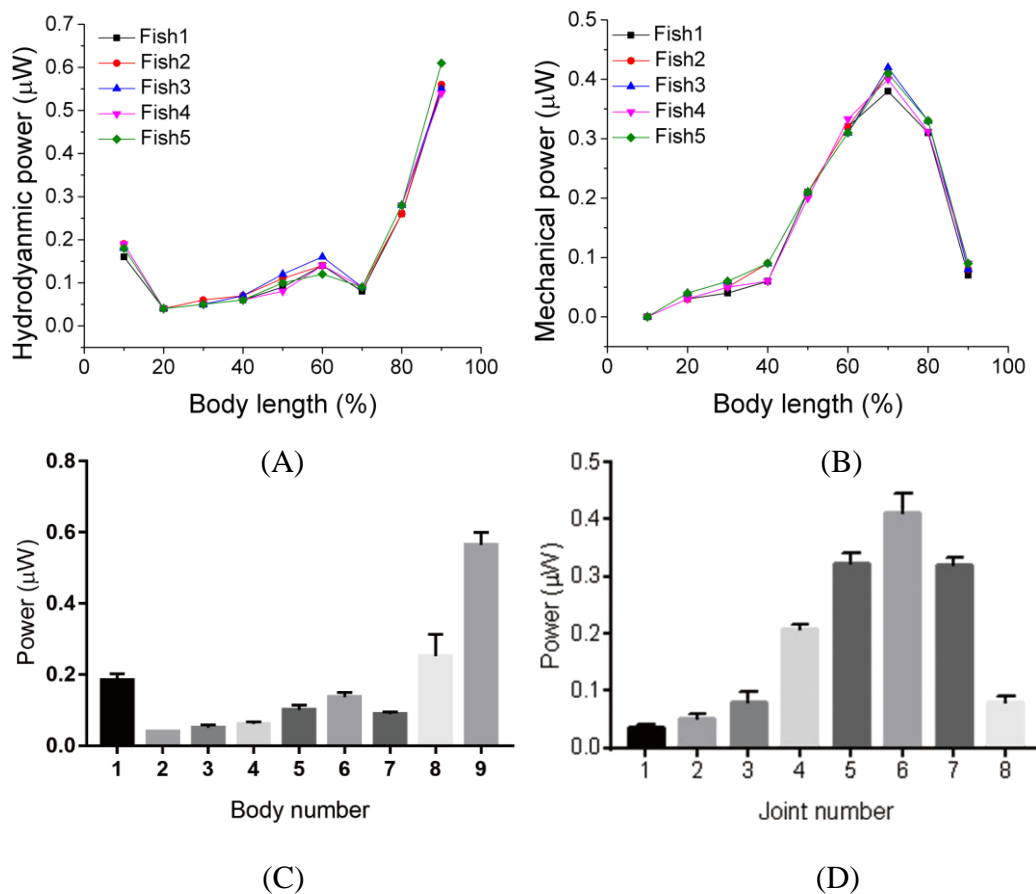 0.7
0.6
0.5
0.4
0.3
0.2
0.1
0.0
Hydrodyanmic power (μW)
Fish1
Fish2
Fish3
Fish4
Fish5
0 20 40 60 80 100
Body length (%)
(A)
0.5
0.4
0.3
0.2
0.1
0.0
Mechanical power (μW)
Fish1
Fish2
Fish3
Fish4
Fish5
0 20 40 60 80 100
Body length (%)
(B)
0.8
0.6
0.4
0.2
0.0
Power (μW)
1 2 3 4 5 6 7 8 9
Body number
(C)
0.5
0.4
0.3
0.2
0.1
0.0
Power (μW)
1 2 3 4 5 6 7 8
Joint number
(D)